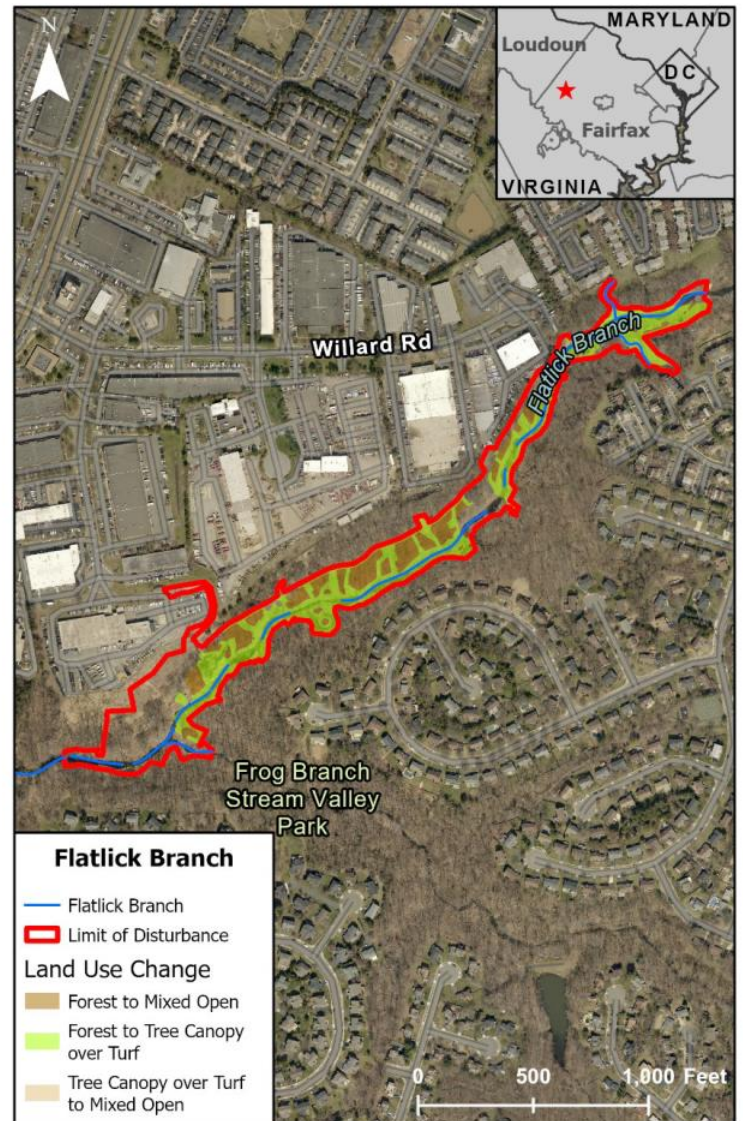 N
MARYLAND
Loudoun
DC
Fairfax
VIRGINIA
Willard Rd
Flatlick Branch
Frog Branch
Stream Valley
Park
Flatlick Branch
Flatlick Branch
Limit of Disturbance
Land Use Change
Forest to Mixed Open
Forest to Tree Canopy
over Turf
Tree Canopy over Turf
to Mixed Open
0 500 1,000 Feet